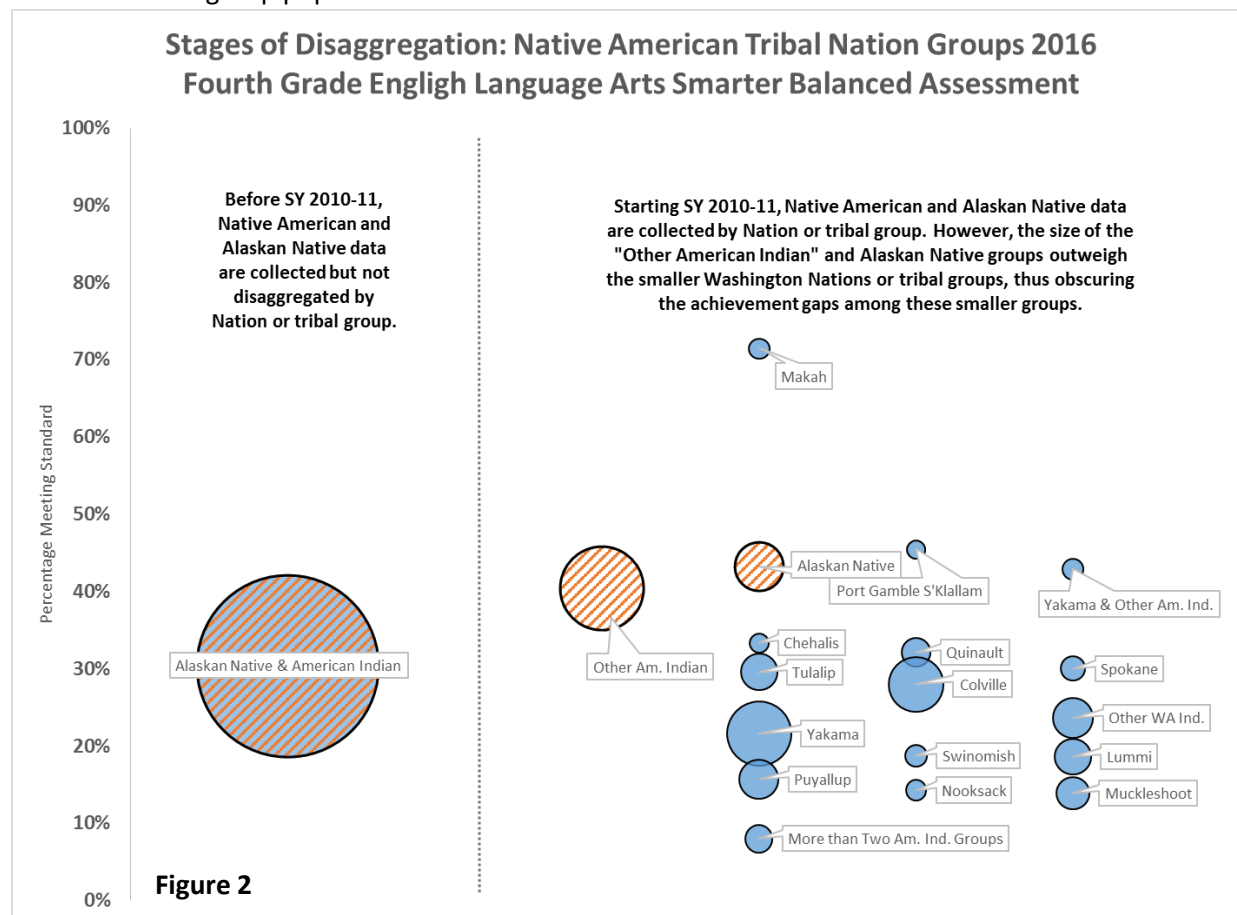 Stages of Disaggregation: Native American Tribal Nation Groups 2016
Fourth Grade Engligh Language Arts Smarter Balanced Assessment
Percentage Meeting Standard
100%
90%
80%
70%
60%
50%
40%
30%
20%
10%
0%
Before SY 2010-11,
Native American and
Alaskan Native data
are collected but not
disaggregated by
Nation or tribal group.
Starting SY 2010-11, Native American and Alaskan Native data
are collected by Nation or tribal group. However, the size of the
"Other American Indian" and Alaskan Native groups outweigh
the smaller Washington Nations or tribal groups, thus obscuring
the achievement gaps among these smaller groups.
Makah
Alaskan Native
Port Gamble S'Klallam
Yakama & Other Am. Ind.
Alaskan Native & American Indian
Other Am. Indian
Chehalis
Quinault
Tulalip
Colville
Spokane
Yakama
Other WA Ind.
Swinomish
Lummi
Puyallup
Nooksack
Muckleshoot
More than Two Am. Ind. Groups
Figure 2